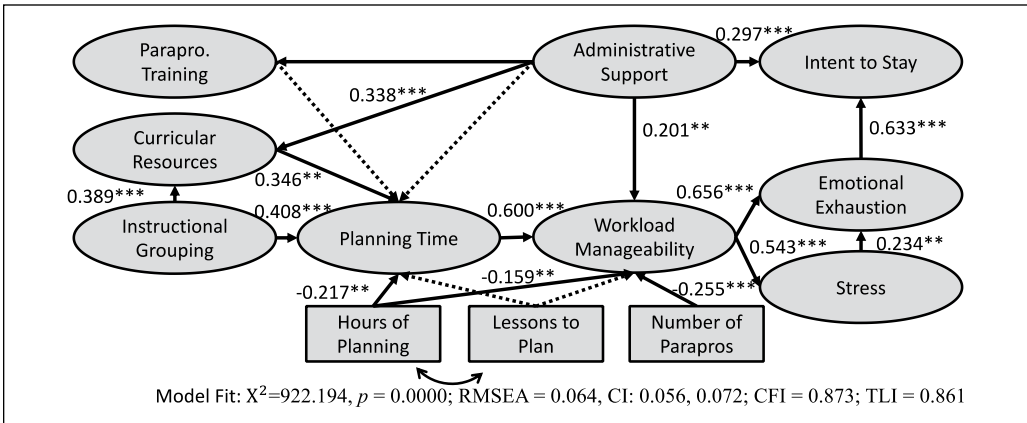 Parapro.
Training
Administrative
Support
0.297***
Intent to Stay
0.338***
Curricular
Resources
0.201**
0.633***
0.346**
0.389***
0.408***
0.656***
Emotional
Exhaustion
Instructional
Grouping
Planning Time
0.600***
Workload
Manageability
0.543***
0.234**
Stress
-0.217**
-0.159**
-0.255***
Hours of
Planning
Lessons to
Plan
Number of
Parapros
Model Fit: X²=922.194, p = 0.0000; RMSEA = 0.064, CI: 0.056, 0.072; CFI = 0.873; TLI = 0.861